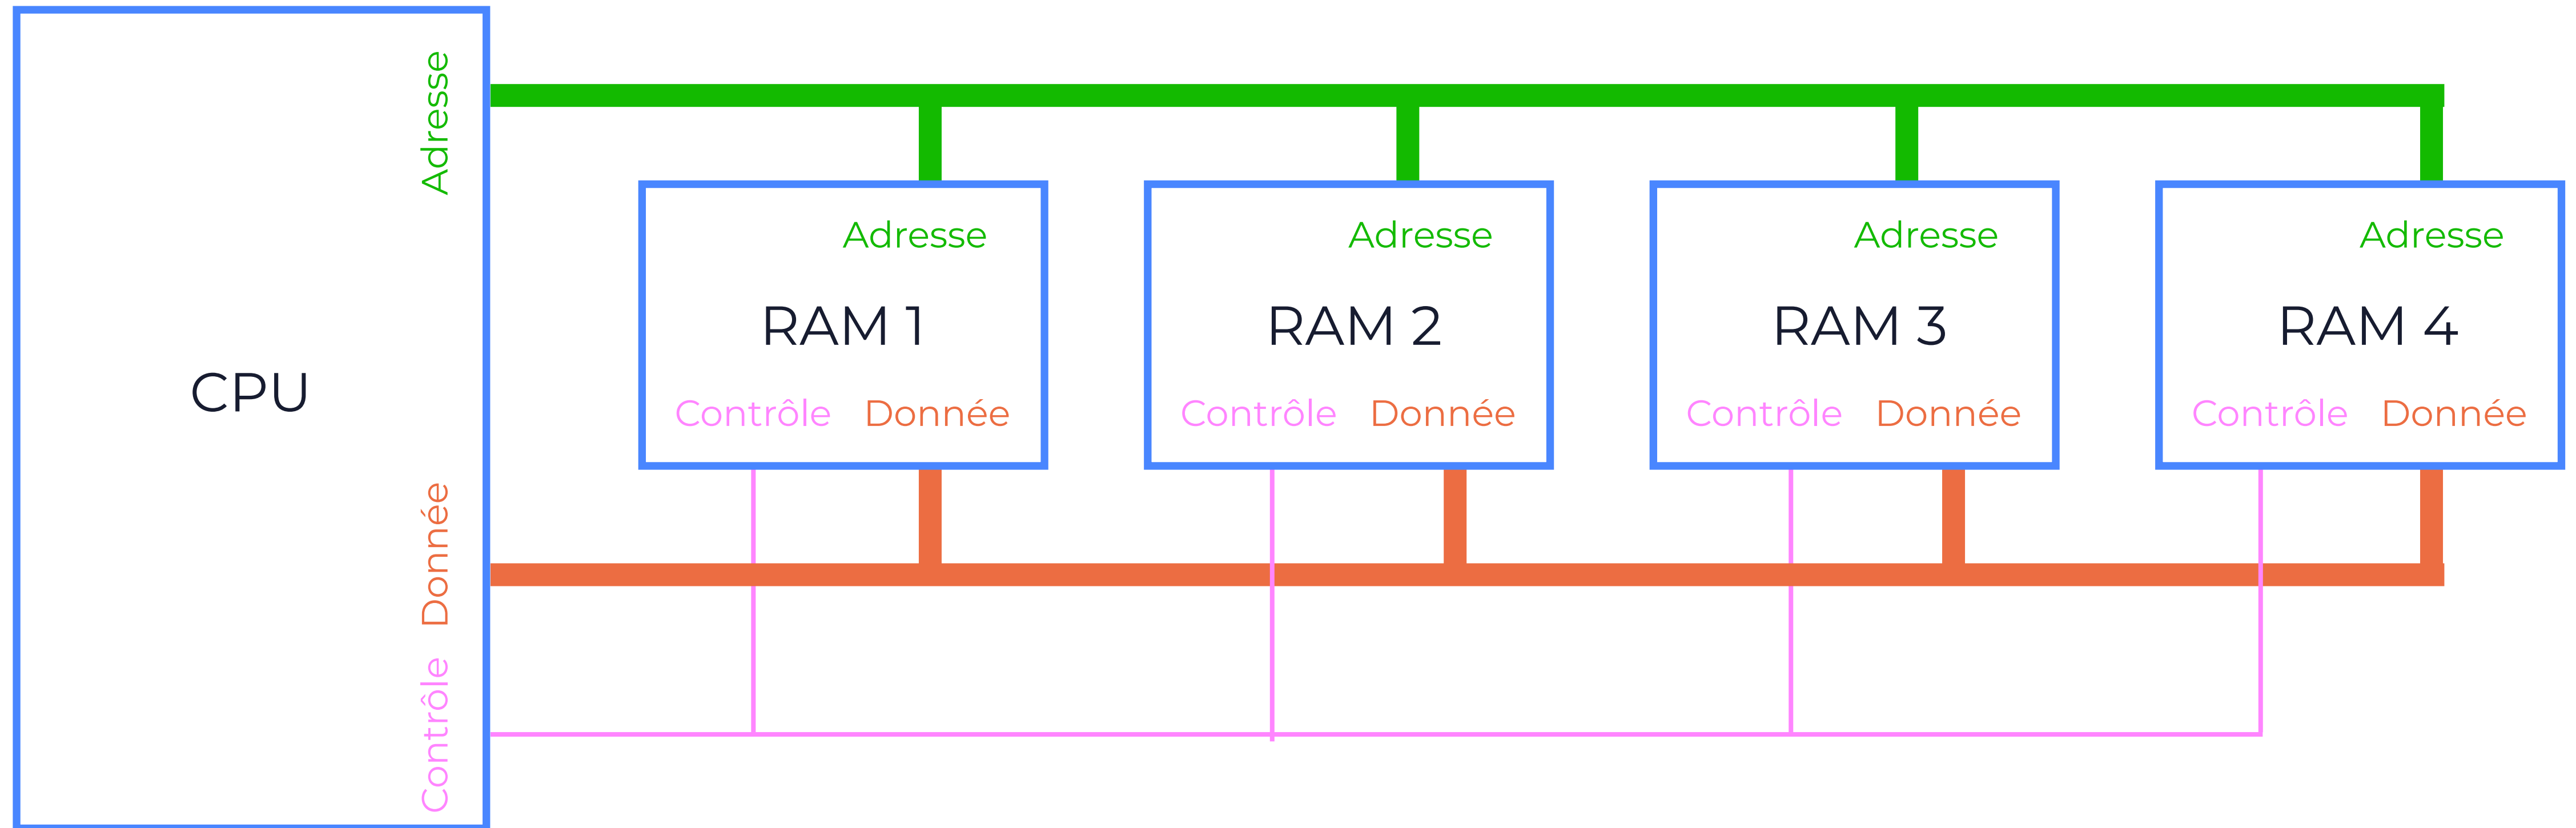 CPU
Adresse
Donnée
Contrôle
Adresse
RAM 1
Contrôle Donnée
Adresse
RAM 2
Contrôle Donnée
Adresse
RAM 3
Contrôle Donnée
Adresse
RAM 4
Contrôle Donnée